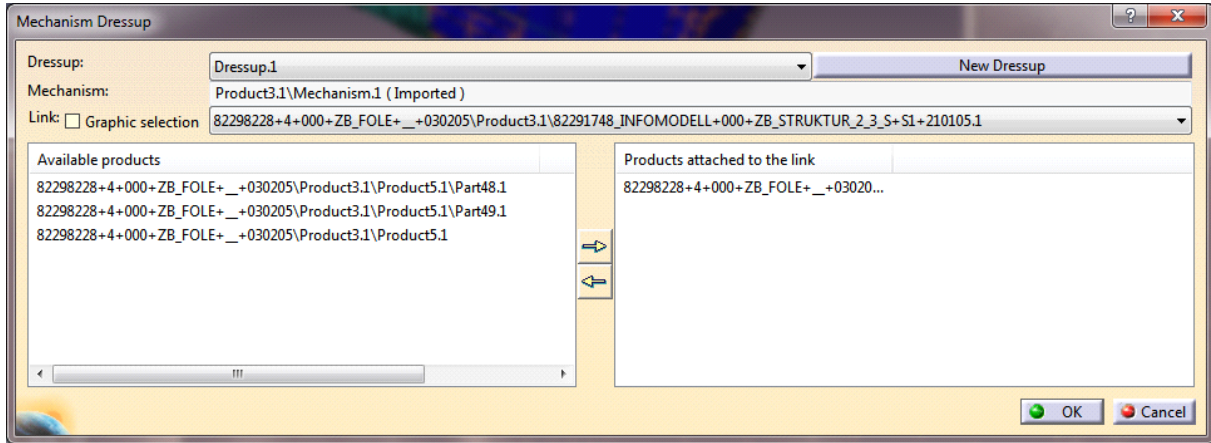 Mechanism Dressup
Dressup:
Dressup.1
New Dressup
Mechanism:
Product3.1\Mechanism.1 ( Imported )
Link:
Graphic selection
82298228+4+000+ZB_FOLE+__+030205\Product3.1\82291748_INFOMODELL+000+ZB_STRUKTUR_2_3_S+S1+210105.1
Available products
82298228+4+000+ZB_FOLE+__+030205\Product3.1\Product5.1\Part48.1
82298228+4+000+ZB_FOLE+__+030205\Product3.1\Product5.1\Part49.1
82298228+4+000+ZB_FOLE+__+030205\Product3.1\Product5.1
Products attached to the link
82298228+4+000+ZB_FOLE+__+03020...
OK
Cancel